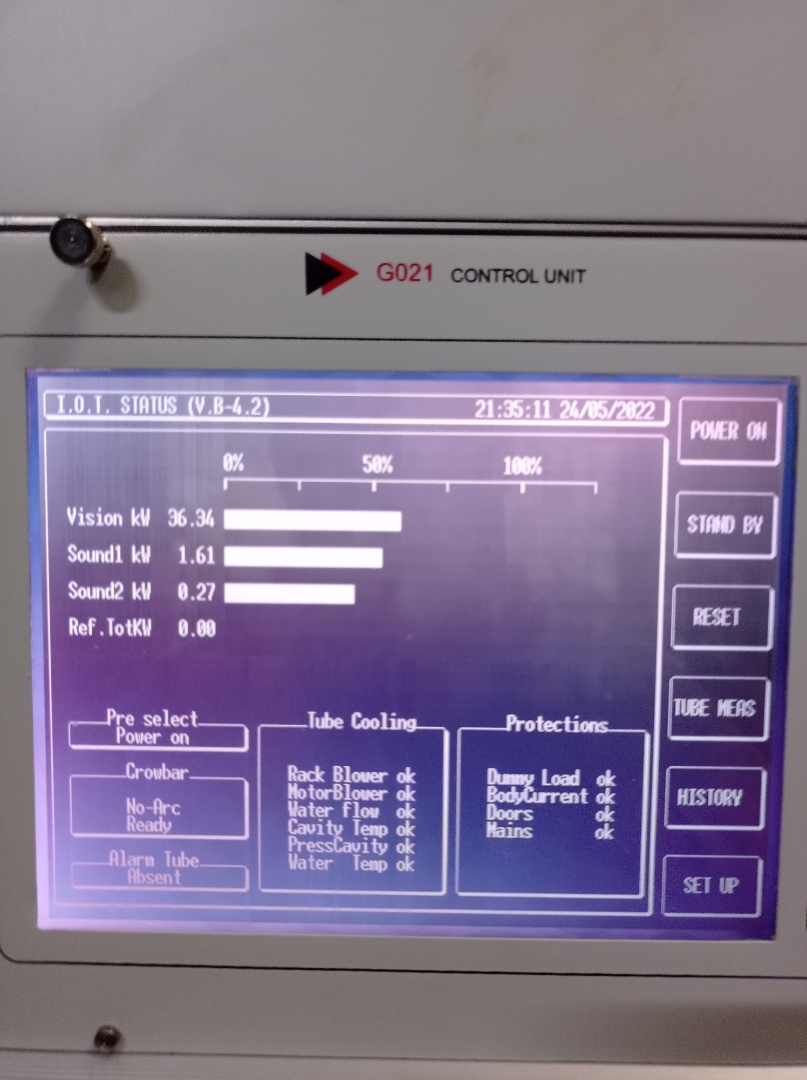 G021 CONTROL UNIT
I.O.T. STATUS (V.B-4.2) 21:35:11 24/05/2022
POWER ON
0% 50% 100%
Vision kW 36.34
STAND BY
Sound1 kW 1.61
Sound2 kW 0.27
RESET
Ref.TotKW 0.00
TUBE MEAS
Pre select
Power on
Crowbar
No-Arc
Ready
Alarm Tube
Absent
Tube Cooling
Rack Blower ok
MotorBlower ok
Water flow ok
Cavity Temp ok
PressCavity ok
Water Temp ok
Protections
Dummy Load ok
BodyCurrent ok
Doors ok
Mains ok
HISTORY
SET UP